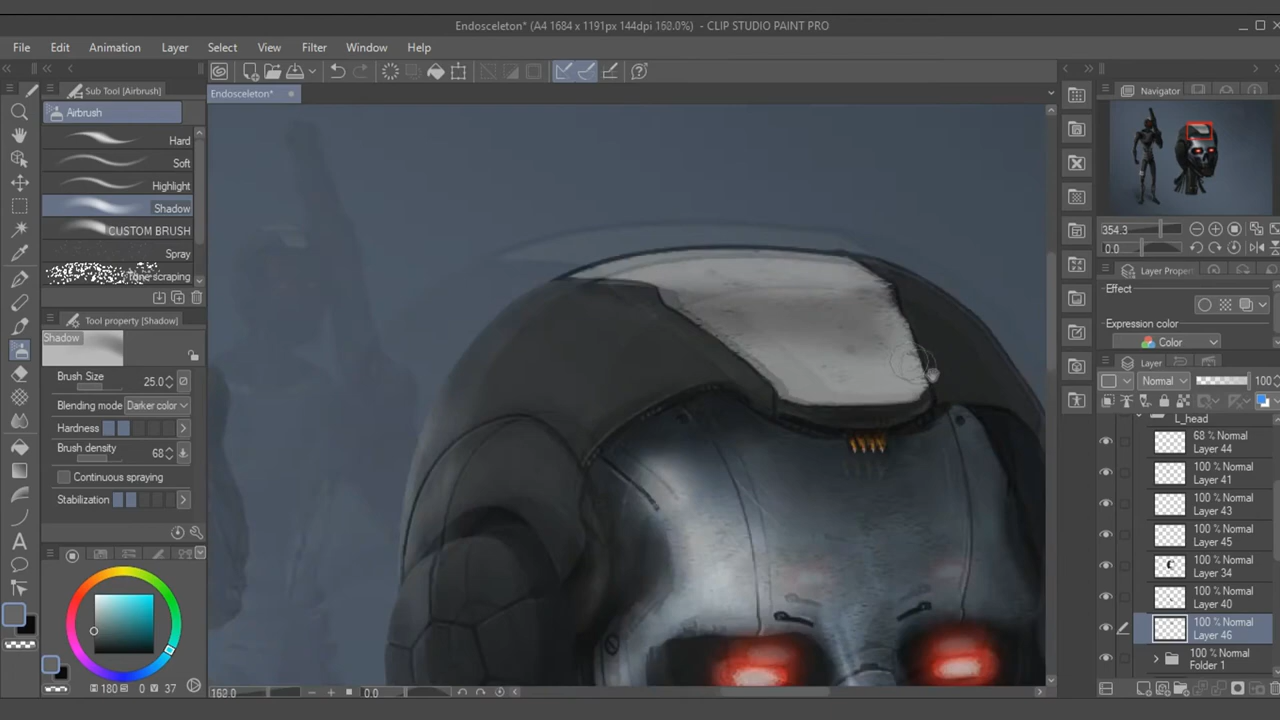 Endosceleton* (A4 1684 x 1191px 144dpi 160.0%) - CLIP STUDIO PAINT PRO
File Edit Animation Layer Select View Filter Window Help
Sub Tool [Airbrush]
Airbrush
Hard
Soft
Highlight
Shadow
CUSTOM BRUSH
Spray
Tone scraping
Tool property [Shadow]
Shadow
Brush Size 25.0
Blending mode Darker color
Hardness
Brush density 68
Continuous spraying
Stabilization
H 180 S 0 V 37
Endosceleton*
160.0 0.0
Navigator
354.3
0.0
Layer Proper
Effect
Expression color
Color
Layer
Normal 100
L_head
68 % Normal
Layer 44
100 % Normal
Layer 41
100 % Normal
Layer 43
100 % Normal
Layer 45
100 % Normal
Layer 34
100 % Normal
Layer 40
100 % Normal
Layer 46
100 % Normal
Folder 1